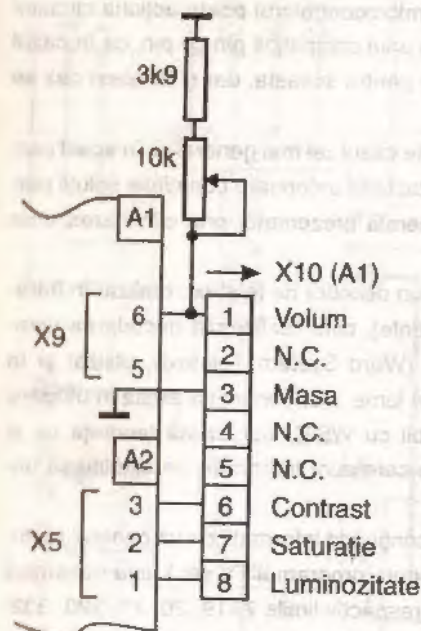 3k9
10k
A1
X10 (A1)
X9
6
5
1 Volum
2 N.C.
3 Masa
4 N.C.
A2
5 N.C.
X5
3
2
1
6 Contrast
7 Saturație
8 Luminozitate